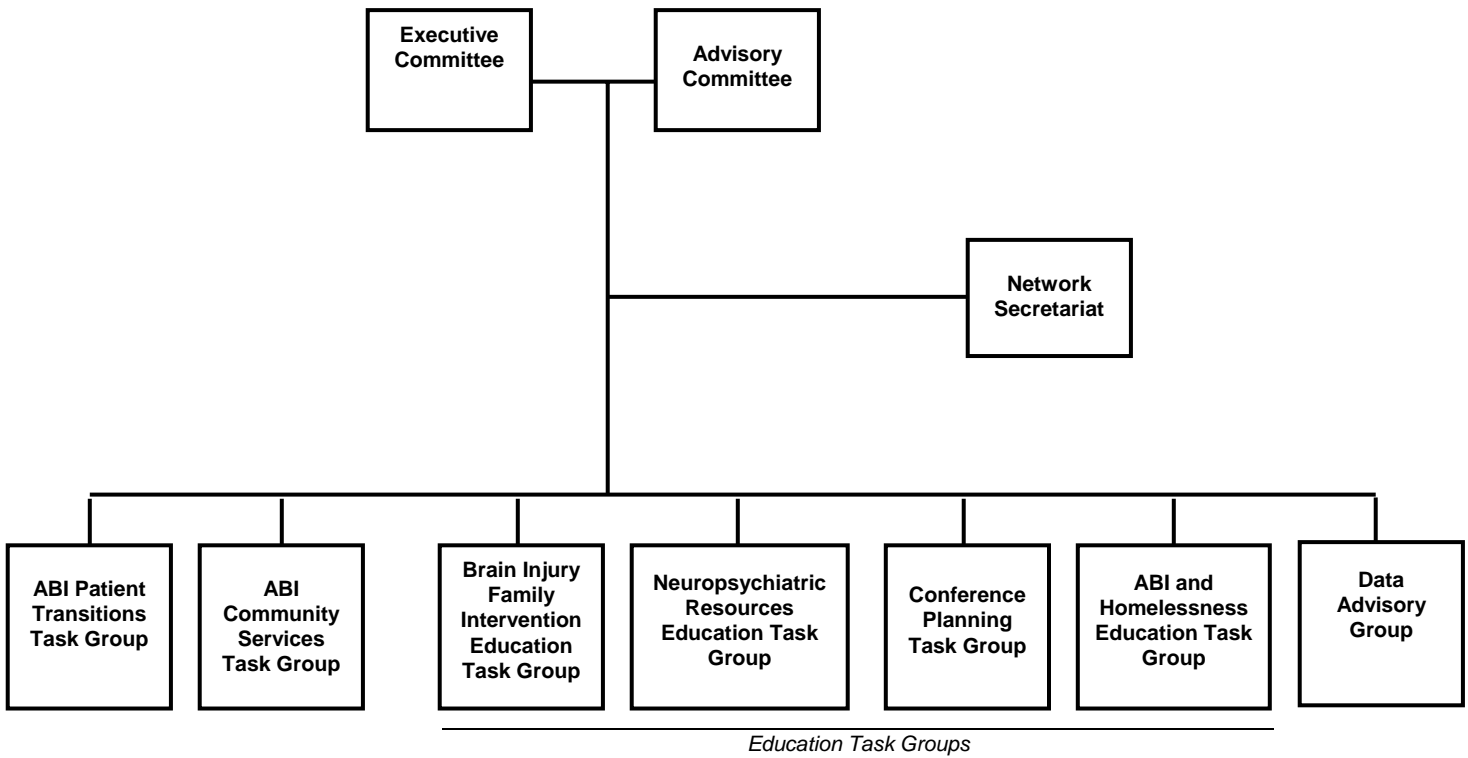 Executive
Committee
Advisory
Committee
Network
Secretariat
ABI Patient
Transitions
Task Group
ABI
Community
Services
Task Group
Brain Injury
Family
Intervention
Education
Task Group
Neuropsychiatric
Resources
Education Task
Group
Conference
Planning
Task Group
ABI and
Homelessness
Education Task
Group
Data
Advisory
Group
Education Task Groups